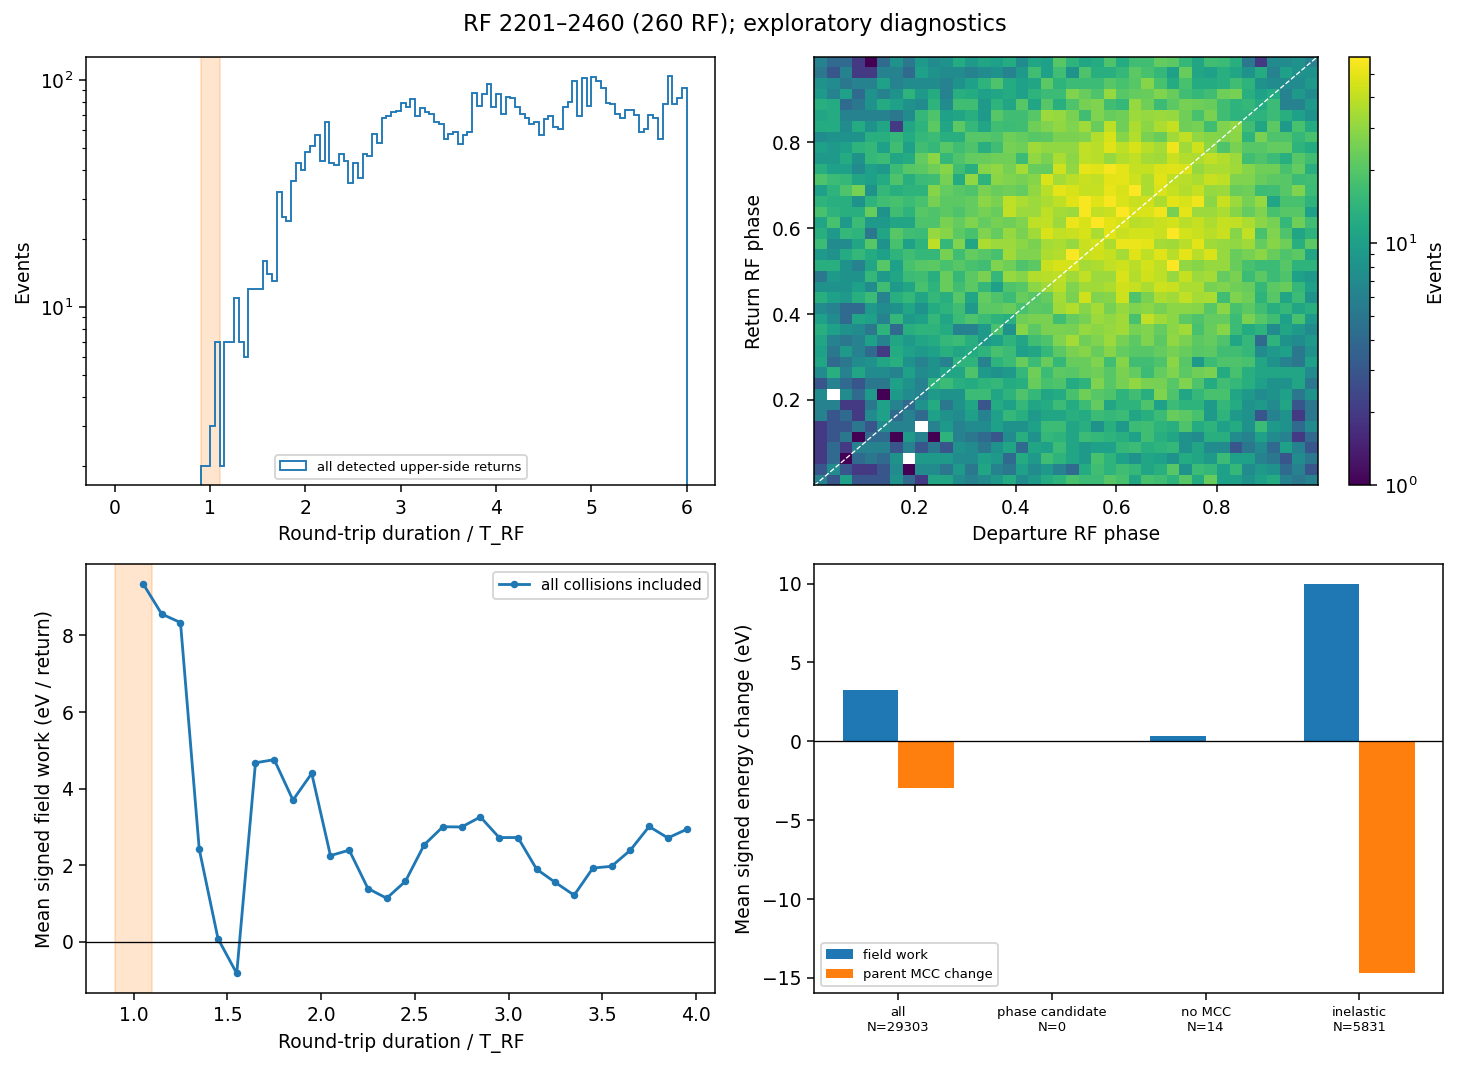 RF 2201–2460 (260 RF); exploratory diagnostics
10²
10¹
Events
all detected upper-side returns
0 1 2 3 4 5 6
Round-trip duration / T_RF
0.8
0.6
0.4
0.2
Return RF phase
0.2 0.4 0.6 0.8
Departure RF phase
10¹
10⁰
Events
8
6
4
2
0
Mean signed field work (eV / return)
all collisions included
1.0 1.5 2.0 2.5 3.0 3.5 4.0
Round-trip duration / T_RF
10
5
0
−5
−10
−15
Mean signed energy change (eV)
field work
parent MCC change
all phase candidate no MCC inelastic
N=29303 N=0 N=14 N=5831